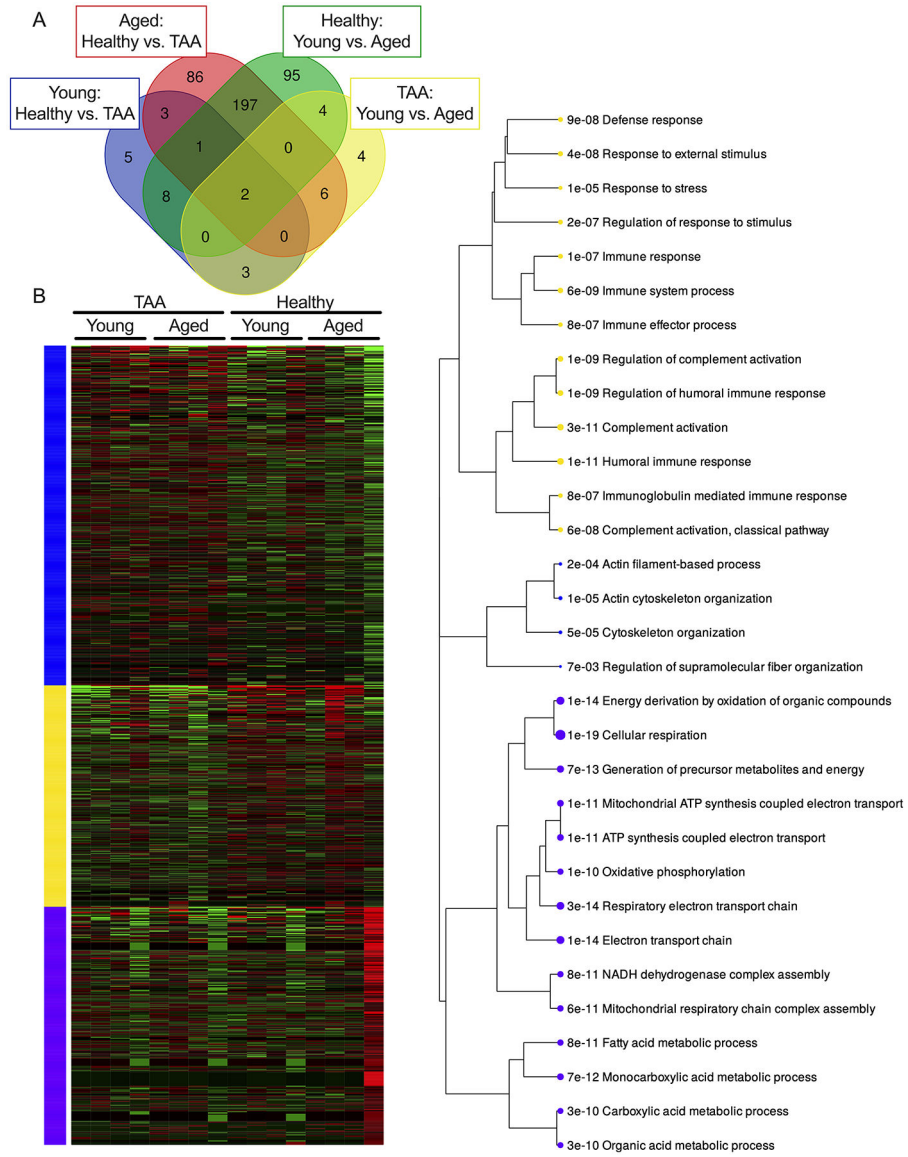 A
Aged:
Healthy vs. TAA
Healthy:
Young vs. Aged
Young:
Healthy vs. TAA
TAA:
Young vs. Aged
86
95
3
197
4
5
1
0
4
8
2
6
0
0
3
B
TAA
Healthy
Young
Aged
Young
Aged
9e-08 Defense response
4e-08 Response to external stimulus
1e-05 Response to stress
2e-07 Regulation of response to stimulus
1e-07 Immune response
6e-09 Immune system process
8e-07 Immune effector process
1e-09 Regulation of complement activation
1e-09 Regulation of humoral immune response
3e-11 Complement activation
1e-11 Humoral immune response
8e-07 Immunoglobulin mediated immune response
6e-08 Complement activation, classical pathway
2e-04 Actin filament-based process
1e-05 Actin cytoskeleton organization
5e-05 Cytoskeleton organization
7e-03 Regulation of supramolecular fiber organization
1e-14 Energy derivation by oxidation of organic compounds
1e-19 Cellular respiration
7e-13 Generation of precursor metabolites and energy
1e-11 Mitochondrial ATP synthesis coupled electron transport
1e-11 ATP synthesis coupled electron transport
1e-10 Oxidative phosphorylation
3e-14 Respiratory electron transport chain
1e-14 Electron transport chain
8e-11 NADH dehydrogenase complex assembly
6e-11 Mitochondrial respiratory chain complex assembly
8e-11 Fatty acid metabolic process
7e-12 Monocarboxylic acid metabolic process
3e-10 Carboxylic acid metabolic process
3e-10 Organic acid metabolic process